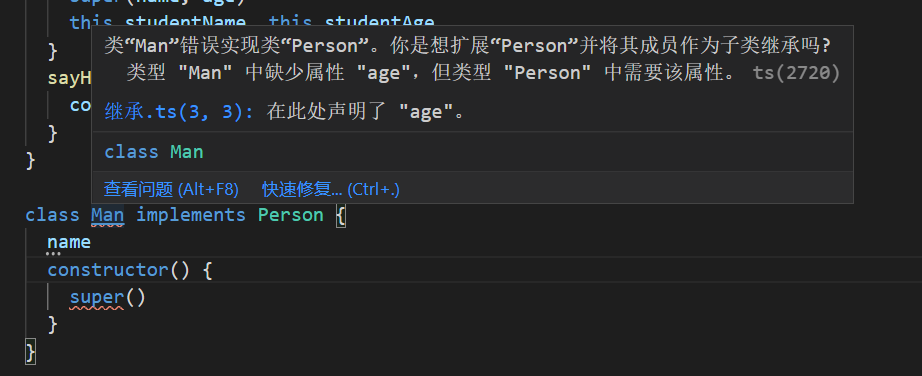 super(name, age)
this.studentName, this.studentAge
}
sayH
co
}
}
类“Man”错误实现类“Person”。你是想扩展“Person”并将其成员作为子类继承吗?
类型 "Man" 中缺少属性 "age"，但类型 "Person" 中需要该属性。 ts(2720)
继承.ts(3, 3): 在此处声明了 "age"。
class Man
查看问题 (Alt+F8) 快速修复... (Ctrl+.)
class Man implements Person {
name
constructor() {
super()
}
}